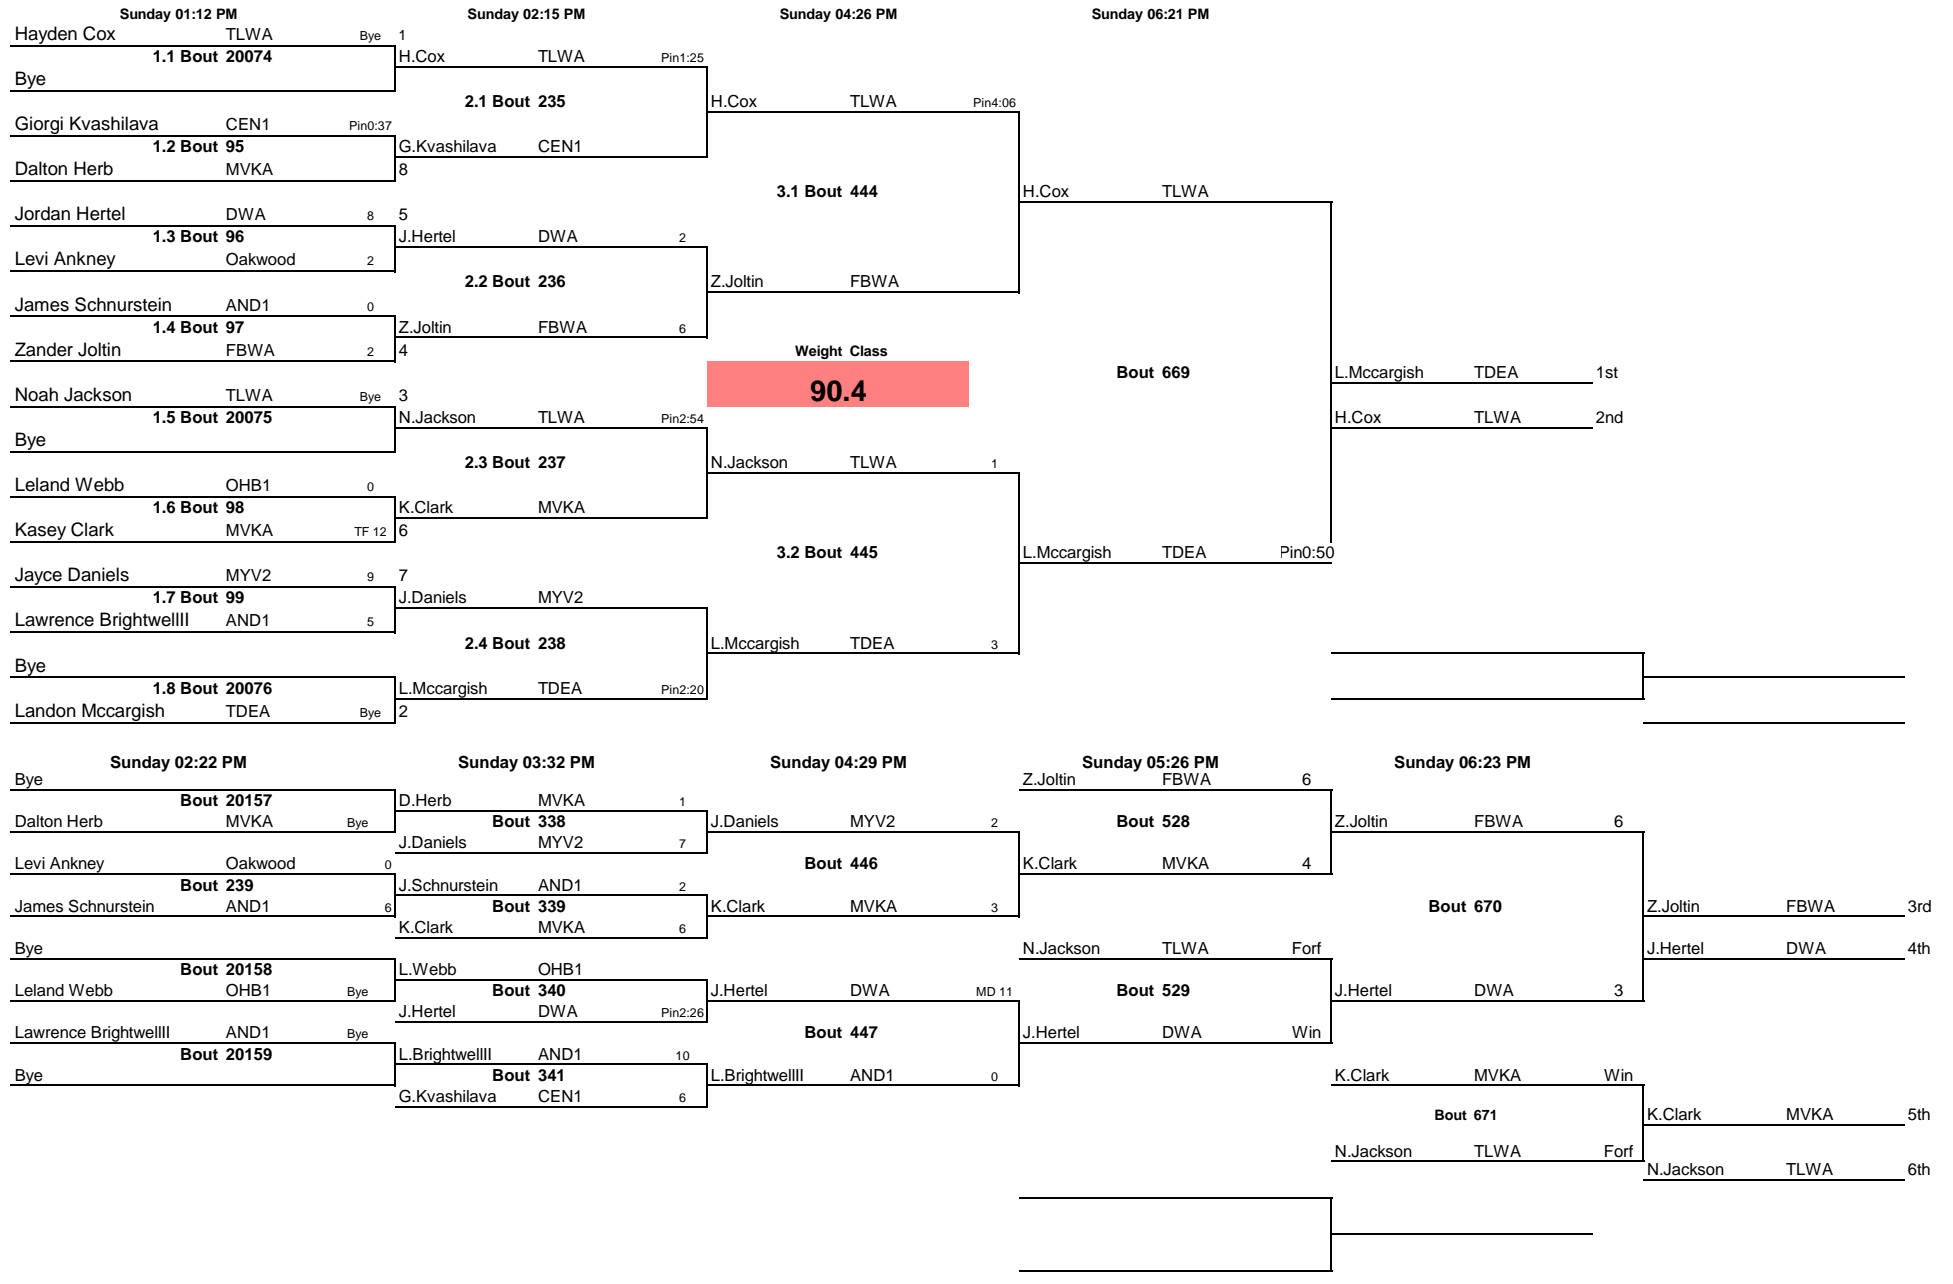 Sunday 01:12 PM Sunday 02:15 PM Sunday 04:26 PM Sunday 06:21 PM
Hayden Cox TLWA Bye 1
1.1 Bout 20074 H.Cox TLWA Pin1:25
Bye
2.1 Bout 235 H.Cox TLWA Pin4:06
Giorgi Kvashilava CEN1 Pin0:37
1.2 Bout 95 G.Kvashilava CEN1
Dalton Herb MVKA 8
3.1 Bout 444 H.Cox TLWA
Jordan Hertel DWA 8 5
1.3 Bout 96 J.Hertel DWA 2
Levi Ankney Oakwood 2
2.2 Bout 236 Z.Joltin FBWA
James Schnurstein AND1 0
1.4 Bout 97 Z.Joltin FBWA 6
Zander Joltin FBWA 2 4 Weight Class
Bout 669 L.Mccargish TDEA 1st
Noah Jackson TLWA Bye 3 90.4
1.5 Bout 20075 N.Jackson TLWA Pin2:54 H.Cox TLWA 2nd
Bye
2.3 Bout 237 N.Jackson TLWA 1
Leland Webb OHB1 0
1.6 Bout 98 K.Clark MVKA
Kasey Clark MVKA TF 12 6
3.2 Bout 445 L.Mccargish TDEA Pin0:50
Jayce Daniels MYV2 9 7
1.7 Bout 99 J.Daniels MYV2
Lawrence BrightwellII AND1 5
2.4 Bout 238 L.Mccargish TDEA 3
Bye
1.8 Bout 20076 L.Mccargish TDEA Pin2:20
Landon Mccargish TDEA Bye 2
Sunday 02:22 PM Sunday 03:32 PM Sunday 04:29 PM Sunday 05:26 PM Sunday 06:23 PM
Bye Z.Joltin FBWA 6
Bout 20157 D.Herb MVKA 1
Dalton Herb MVKA Bye Bout 338 J.Daniels MYV2 2 Bout 528 Z.Joltin FBWA 6
J.Daniels MYV2 7
Levi Ankney Oakwood 0 Bout 446 K.Clark MVKA 4
Bout 239 J.Schnurstein AND1 2
James Schnurstein AND1 6 Bout 339 K.Clark MVKA 3 Bout 670 Z.Joltin FBWA 3rd
K.Clark MVKA 6
Bye N.Jackson TLWA Forf J.Hertel DWA 4th
Bout 20158 L.Webb OHB1
Leland Webb OHB1 Bye Bout 340 J.Hertel DWA MD 11 Bout 529 J.Hertel DWA 3
J.Hertel DWA Pin2:26
Lawrence BrightwellII AND1 Bye Bout 447 J.Hertel DWA Win
Bout 20159 L.BrightwellII AND1 10
Bye Bout 341 L.BrightwellII AND1 0 K.Clark MVKA Win
G.Kvashilava CEN1 6
Bout 671 K.Clark MVKA 5th
N.Jackson TLWA Forf
N.Jackson TLWA 6th